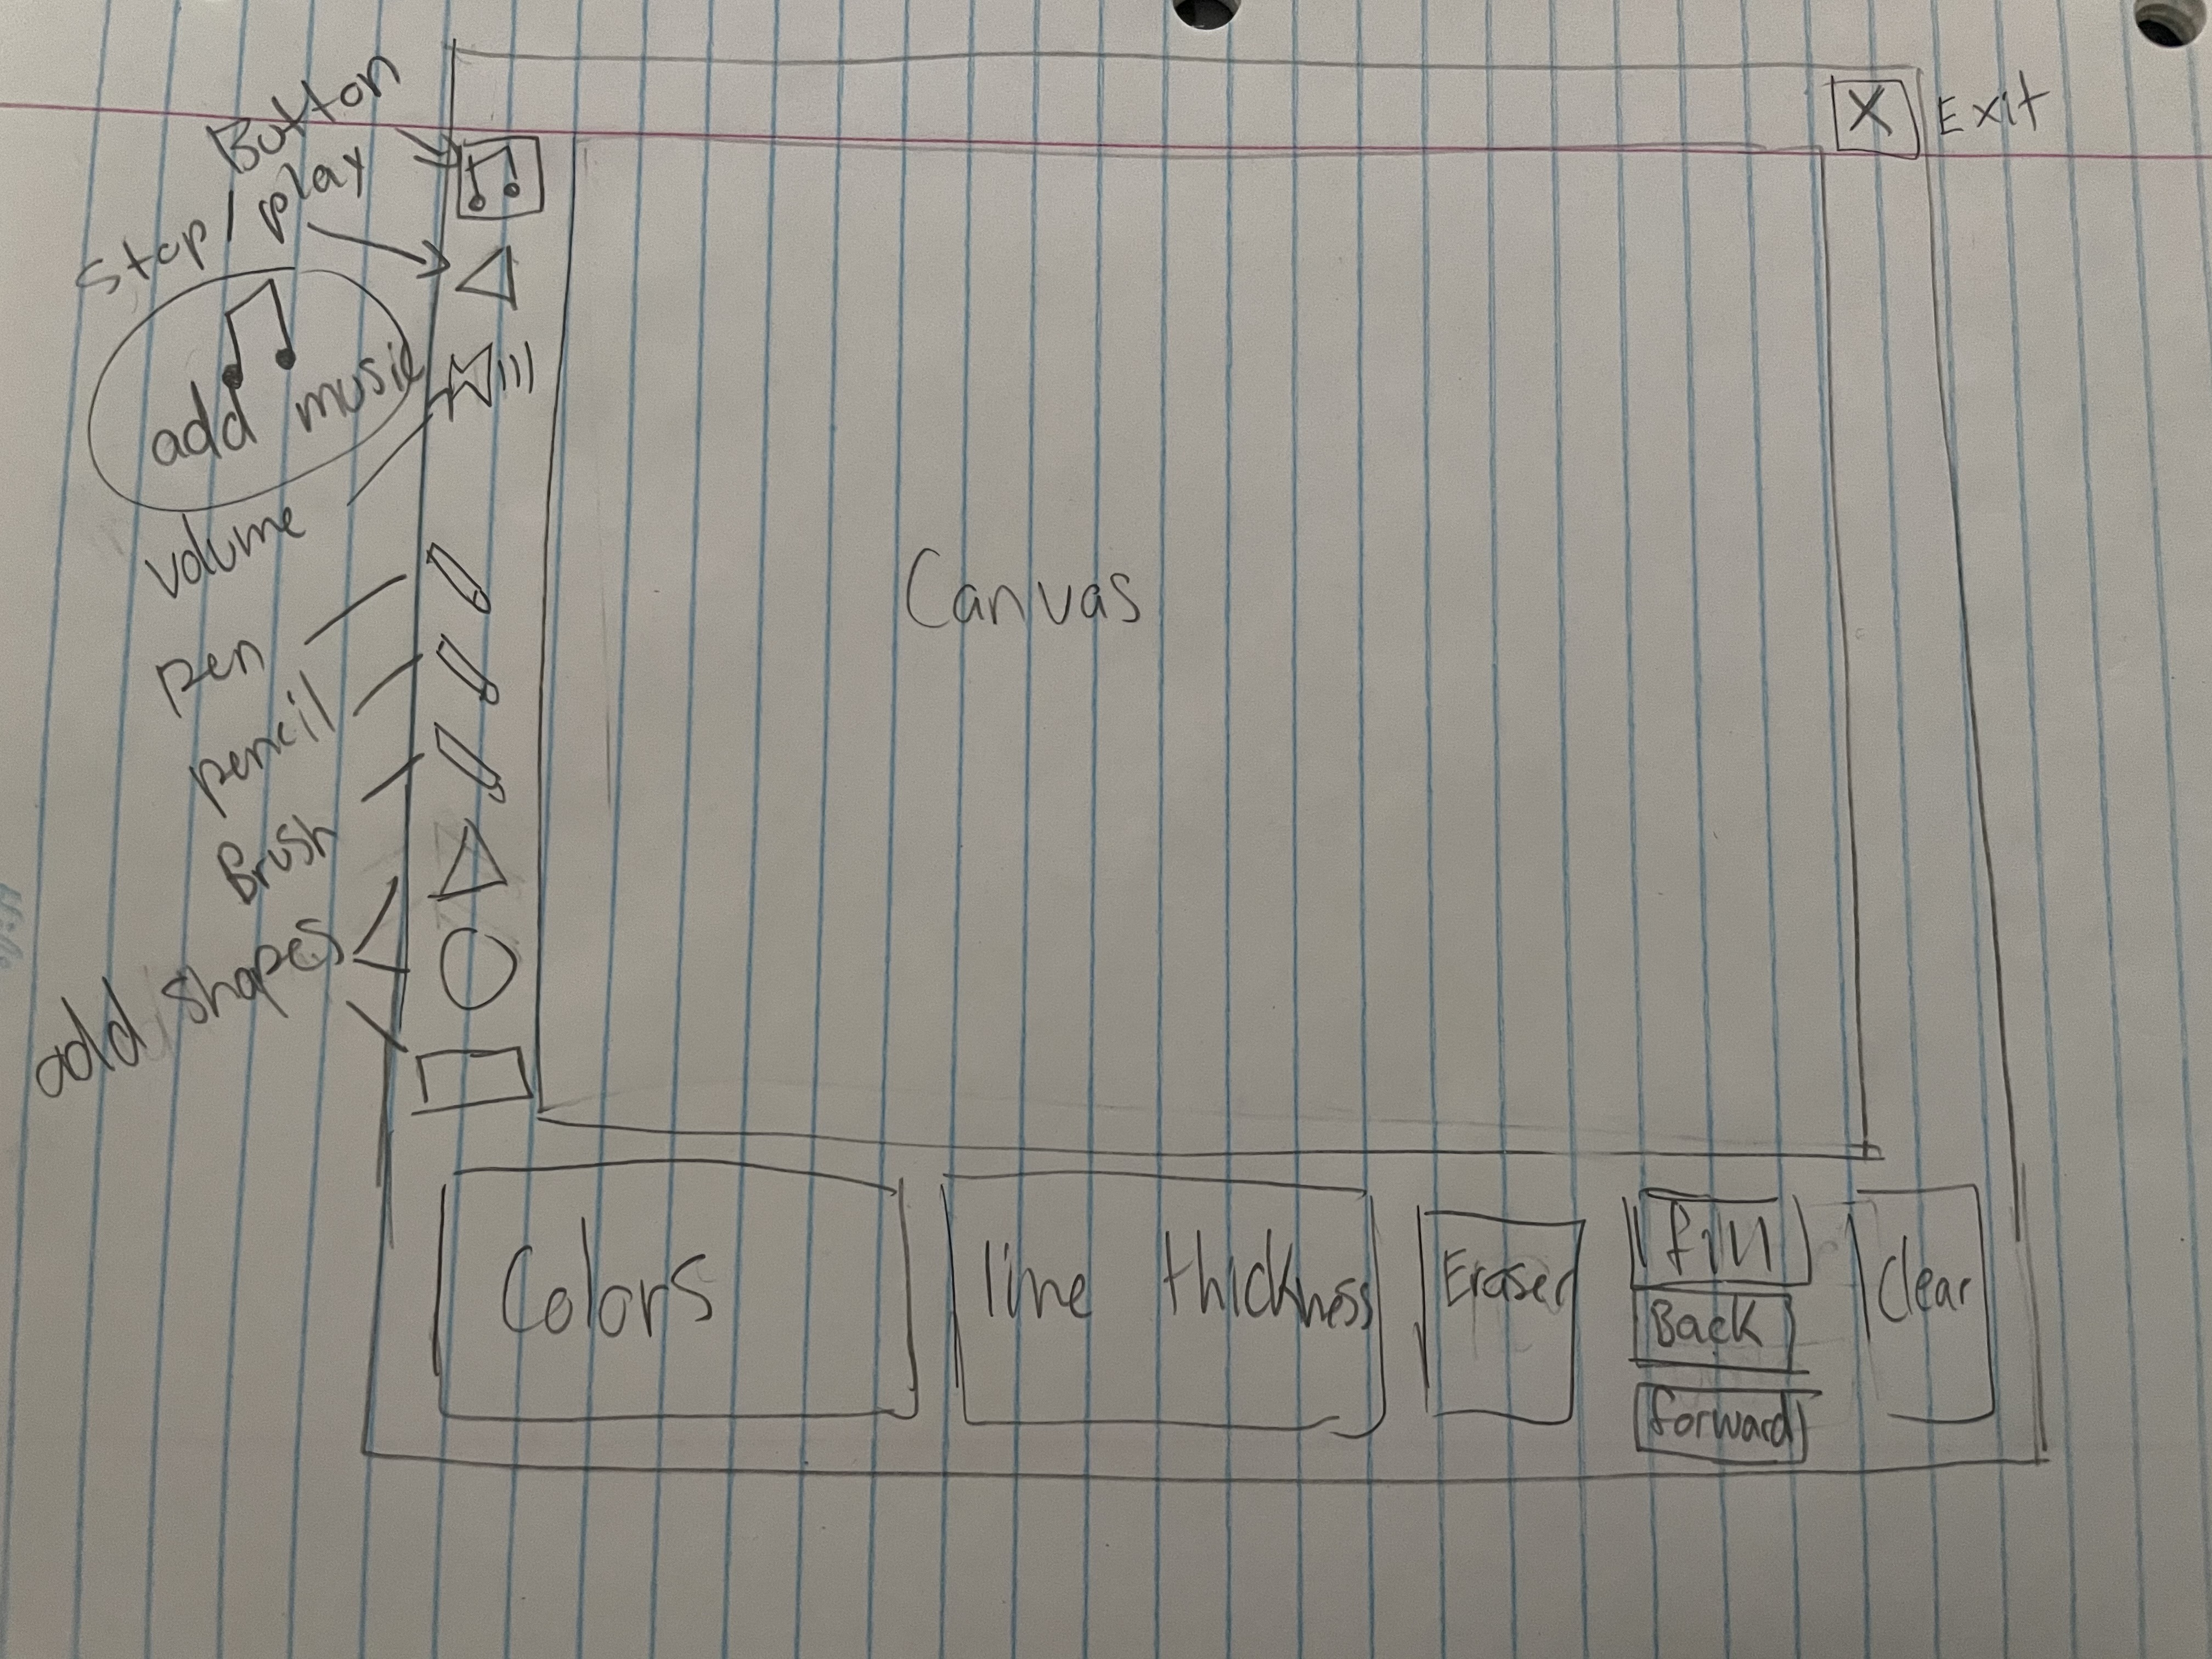 Button
Stop / play
add music
volume
pen
pencil
Brush
add shapes
X
Exit
Canvas
Colors
line thickness
Eraser
Fill
Back
forward
Clear